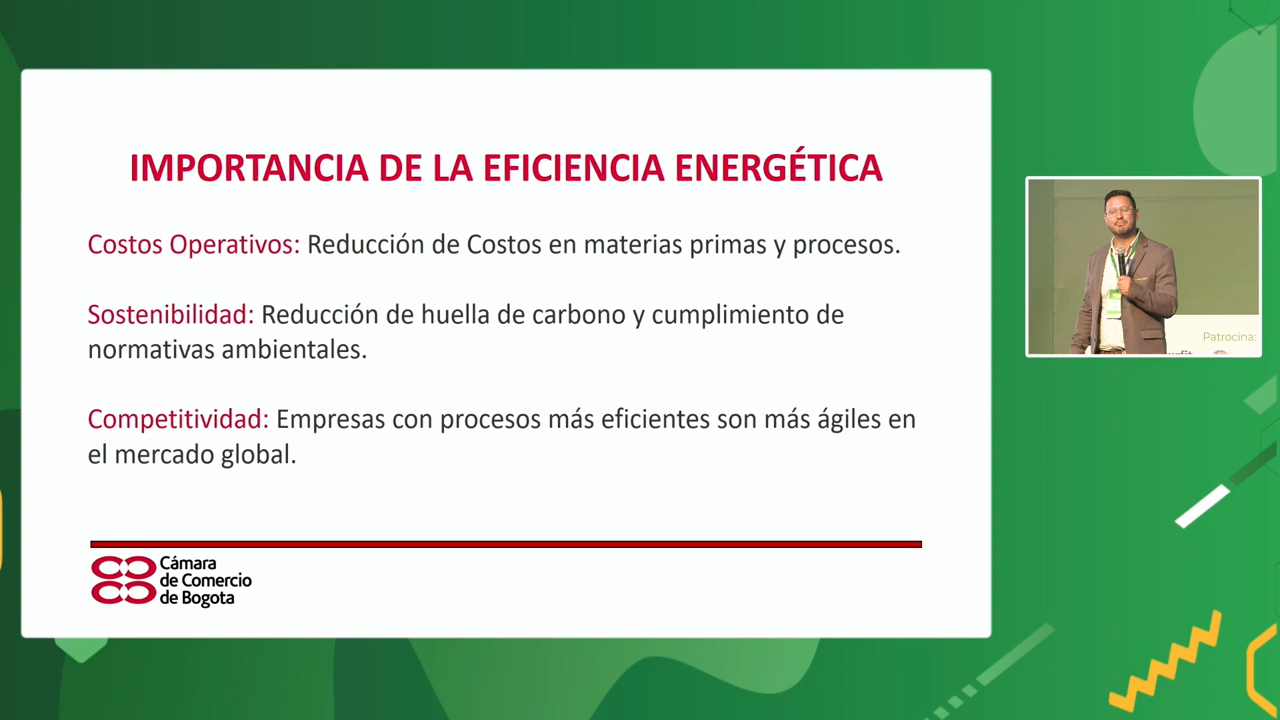 IMPORTANCIA DE LA EFICIENCIA ENERGÉTICA
Costos Operativos: Reducción de Costos en materias primas y procesos.
Sostenibilidad: Reducción de huella de carbono y cumplimiento de
normativas ambientales.
Competitividad: Empresas con procesos más eficientes son más ágiles en
el mercado global.
Cámara
de Comercio
de Bogota
Patrocina: